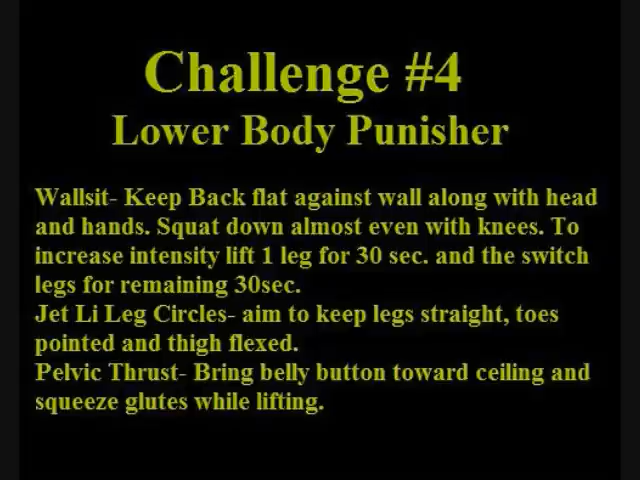 Challenge #4
Lower Body Punisher
Wallsit- Keep Back flat against wall along with head
and hands. Squat down almost even with knees. To
increase intensity lift 1 leg for 30 sec. and the switch
legs for remaining 30sec.
Jet Li Leg Circles- aim to keep legs straight, toes
pointed and thigh flexed.
Pelvic Thrust- Bring belly button toward ceiling and
squeeze glutes while lifting.